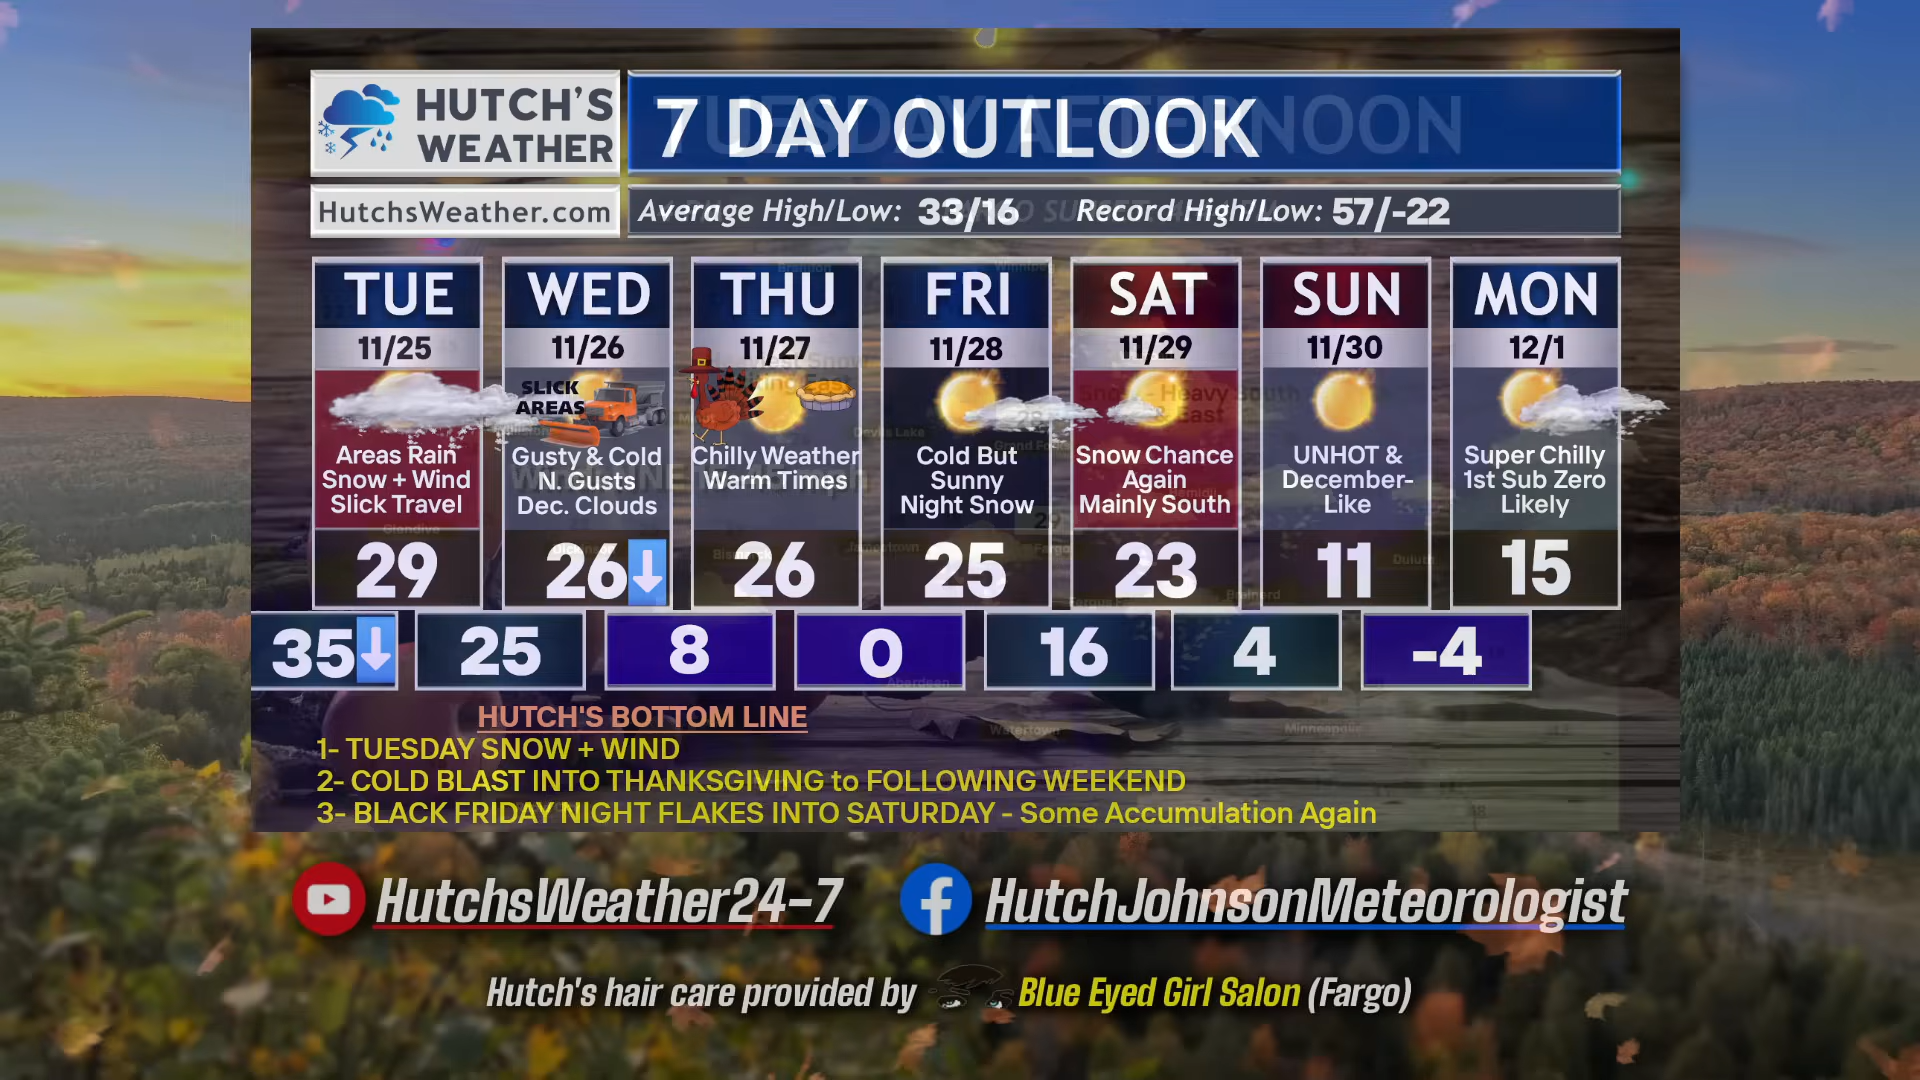 HUTCH'S
WEATHER
7 DAY OUTLOOK
TUESDAY AFTERNOON
HutchsWeather.com
Average High/Low: 33/16 Record High/Low: 57/-22
TUE WED THU FRI SAT SUN MON
11/25 11/26 11/27 11/28 11/29 11/30 12/1
SLICK
AREAS
Areas Rain
Snow + Wind
Slick Travel
Gusty & Cold
N. Gusts
Dec. Clouds
Chilly Weather
Warm Times
Cold But
Sunny
Night Snow
Snow Chance
Again
Mainly South
UNHOT &
December-
Like
Super Chilly
1st Sub Zero
Likely
29 26 26 25 23 11 15
35 25 8 0 16 4 -4
HUTCH'S BOTTOM LINE
1- TUESDAY SNOW + WIND
2- COLD BLAST INTO THANKSGIVING to FOLLOWING WEEKEND
3- BLACK FRIDAY NIGHT FLAKES INTO SATURDAY - Some Accumulation Again
HutchsWeather24-7 HutchJohnsonMeteorologist
Hutch's hair care provided by Blue Eyed Girl Salon (Fargo)